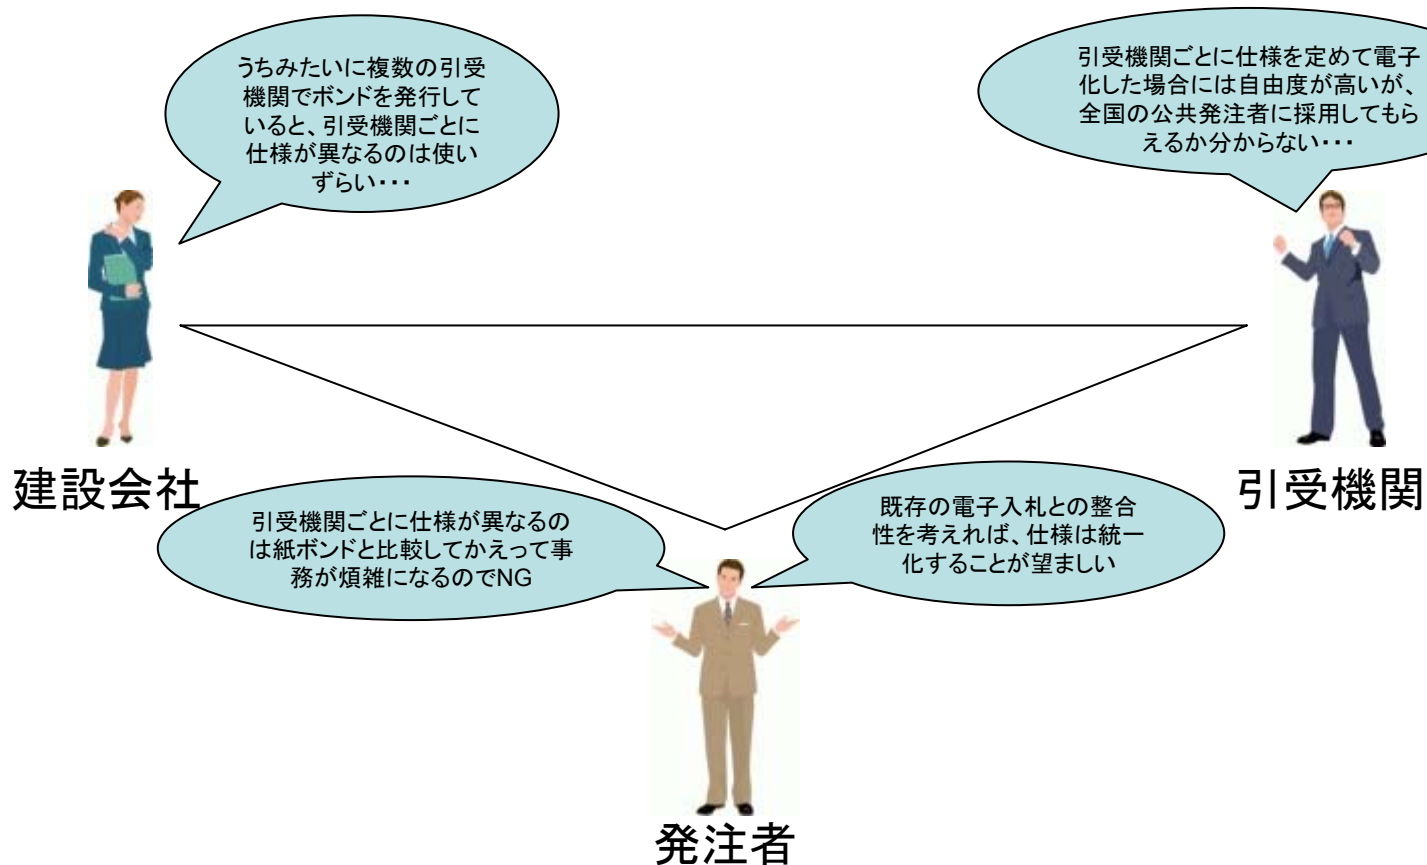 うちみたいに複数の引受
機関でボンドを発行して
いると、引受機関ごとに
仕様が異なるのは使い
ずらい・・・
引受機関ごとに仕様を定めて電子
化した場合には自由度が高いが、
全国の公共発注者に採用してもら
えるか分からない・・・
建設会社
引受機関
引受機関ごとに仕様が異なるの
は紙ボンドと比較してかえって事
務が煩雑になるのでNG
既存の電子入札との整合
性を考えれば、仕様は統一
化することが望ましい
発注者